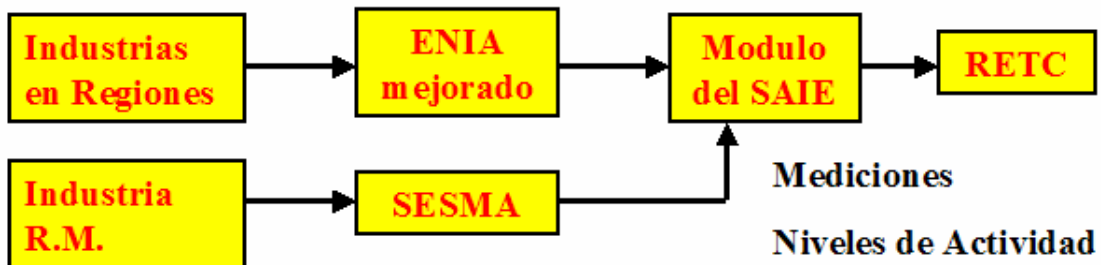 Industrias
en Regiones
ENIA
mejorado
Modulo
del SAIE
RETC
Industria
R.M.
SESMA
Mediciones
Niveles de Actividad